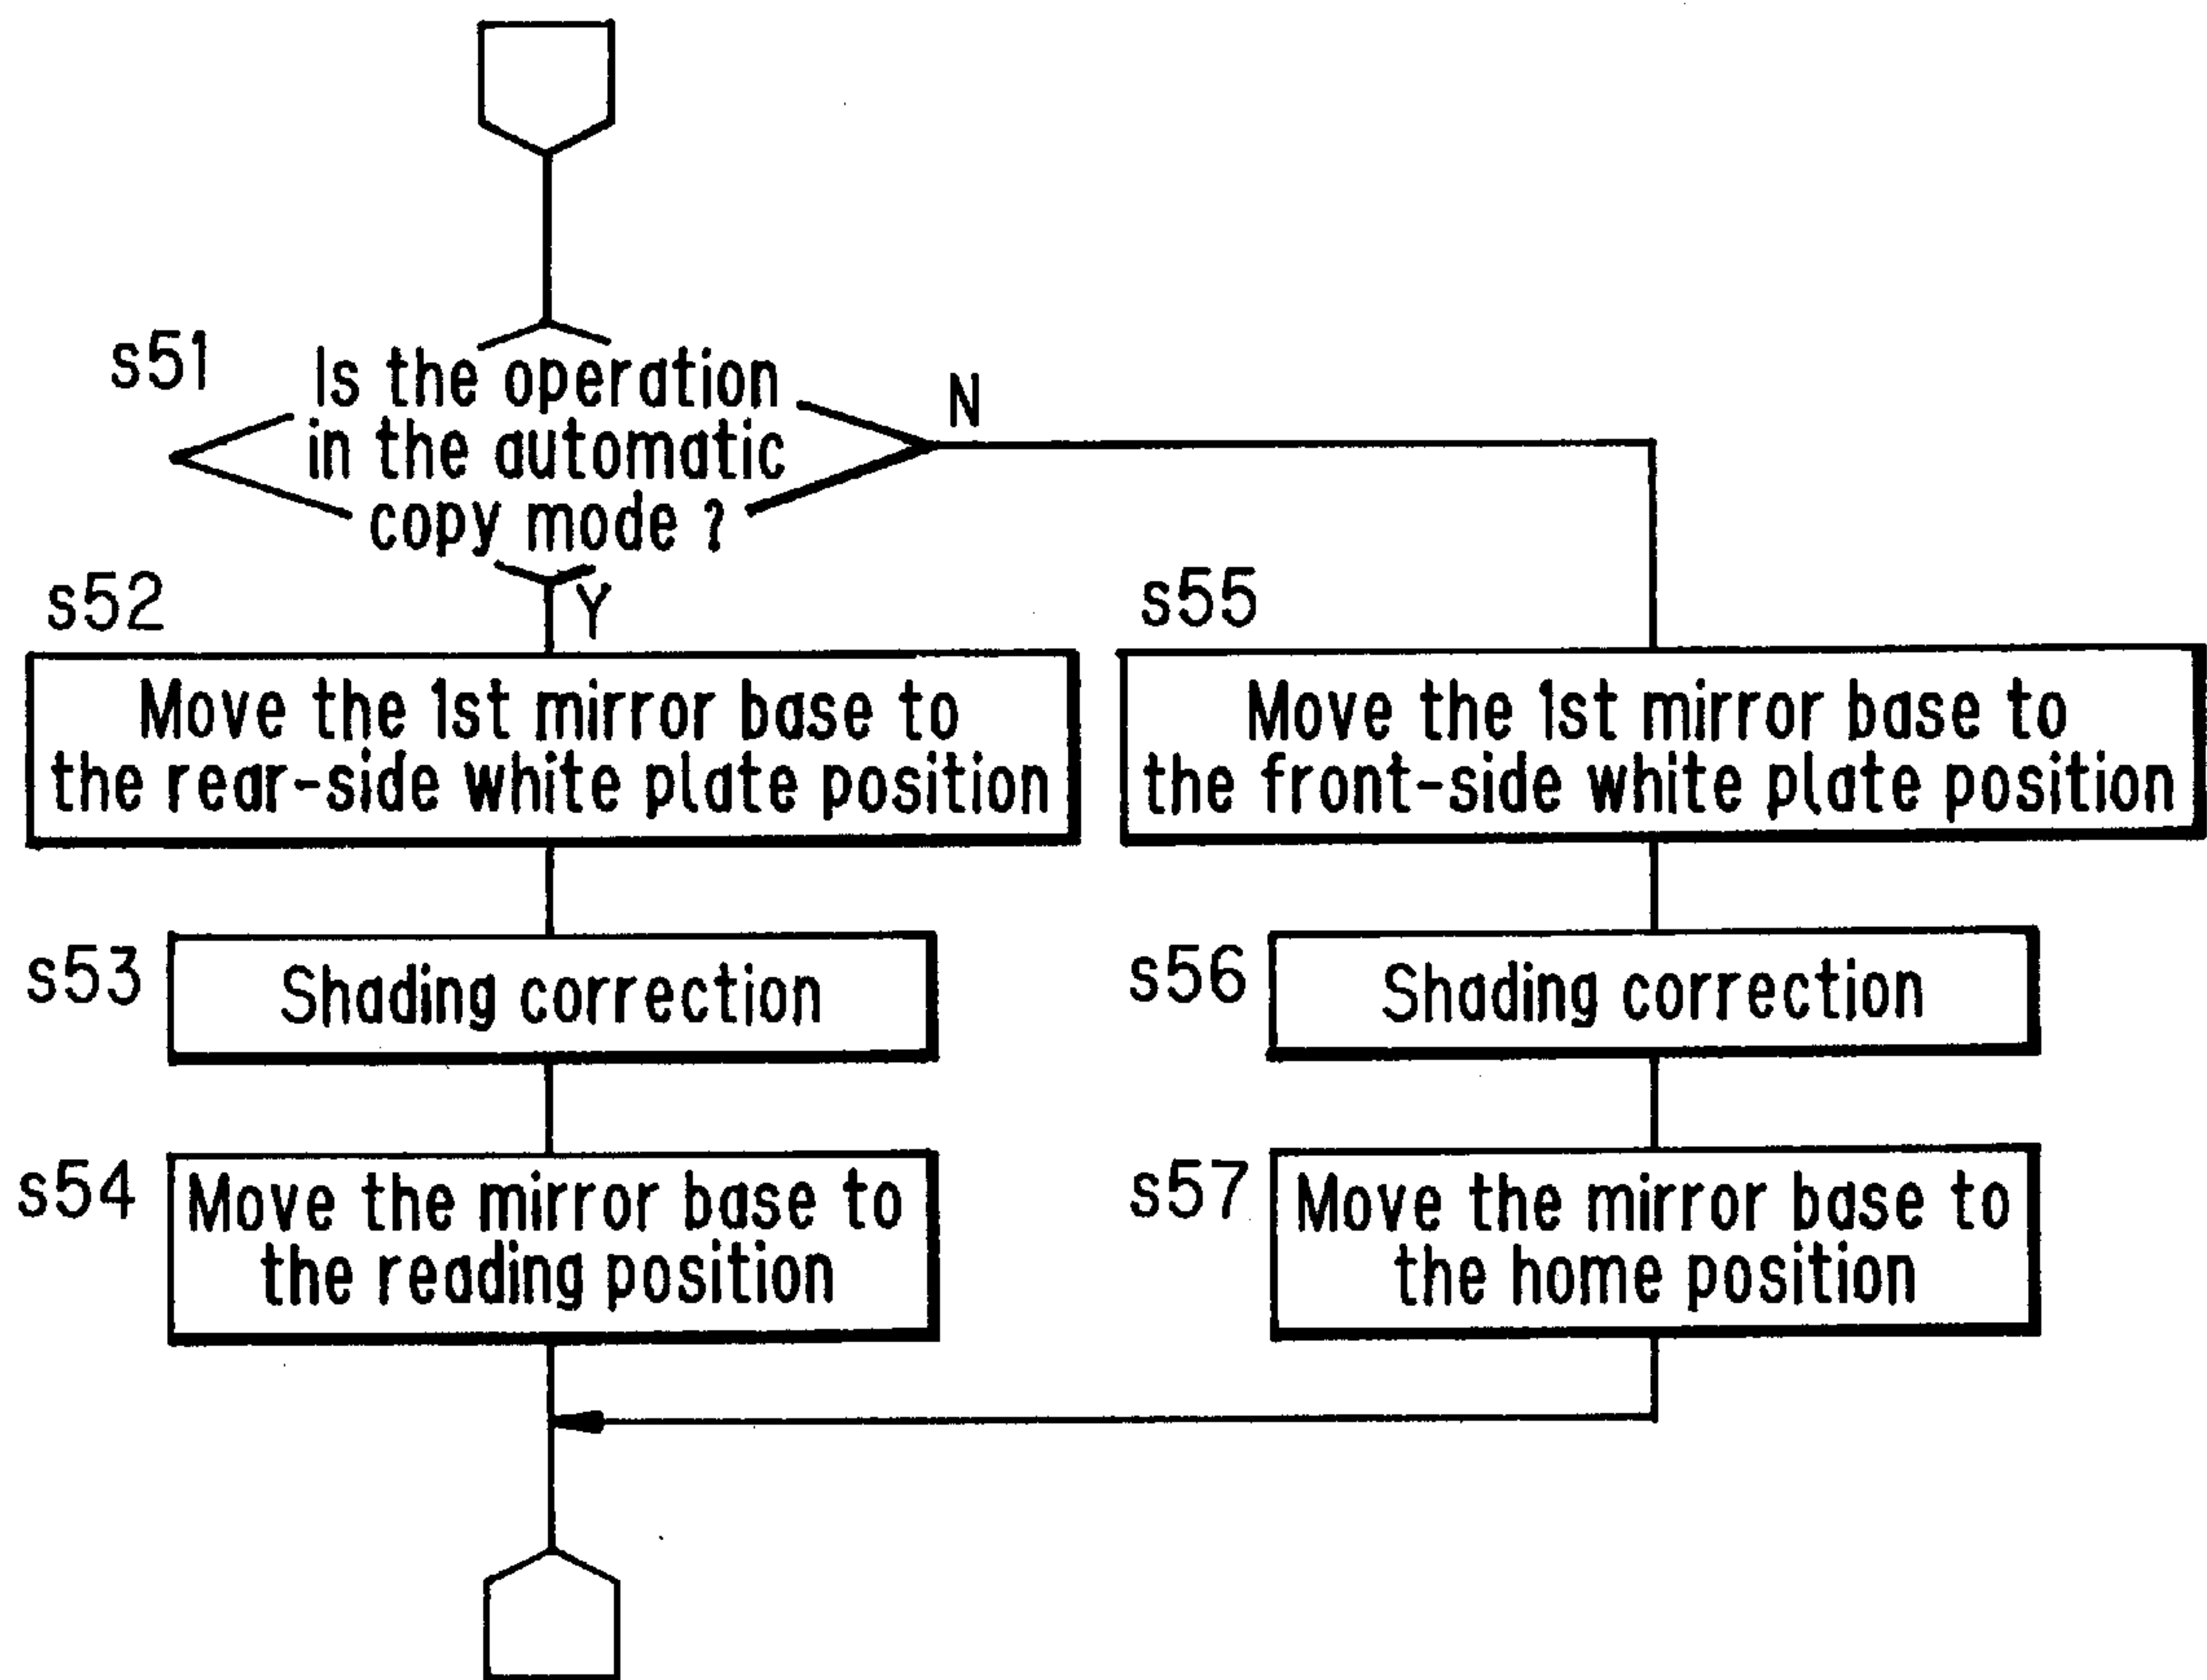 s51
Is the operation
in the automatic
copy mode ?
N
Y
s52
Move the 1st mirror base to
the rear-side white plate position
s53
Shading correction
s54
Move the mirror base to
the reading position
s55
Move the 1st mirror base to
the front-side white plate position
s56
Shading correction
s57
Move the mirror base to
the home position